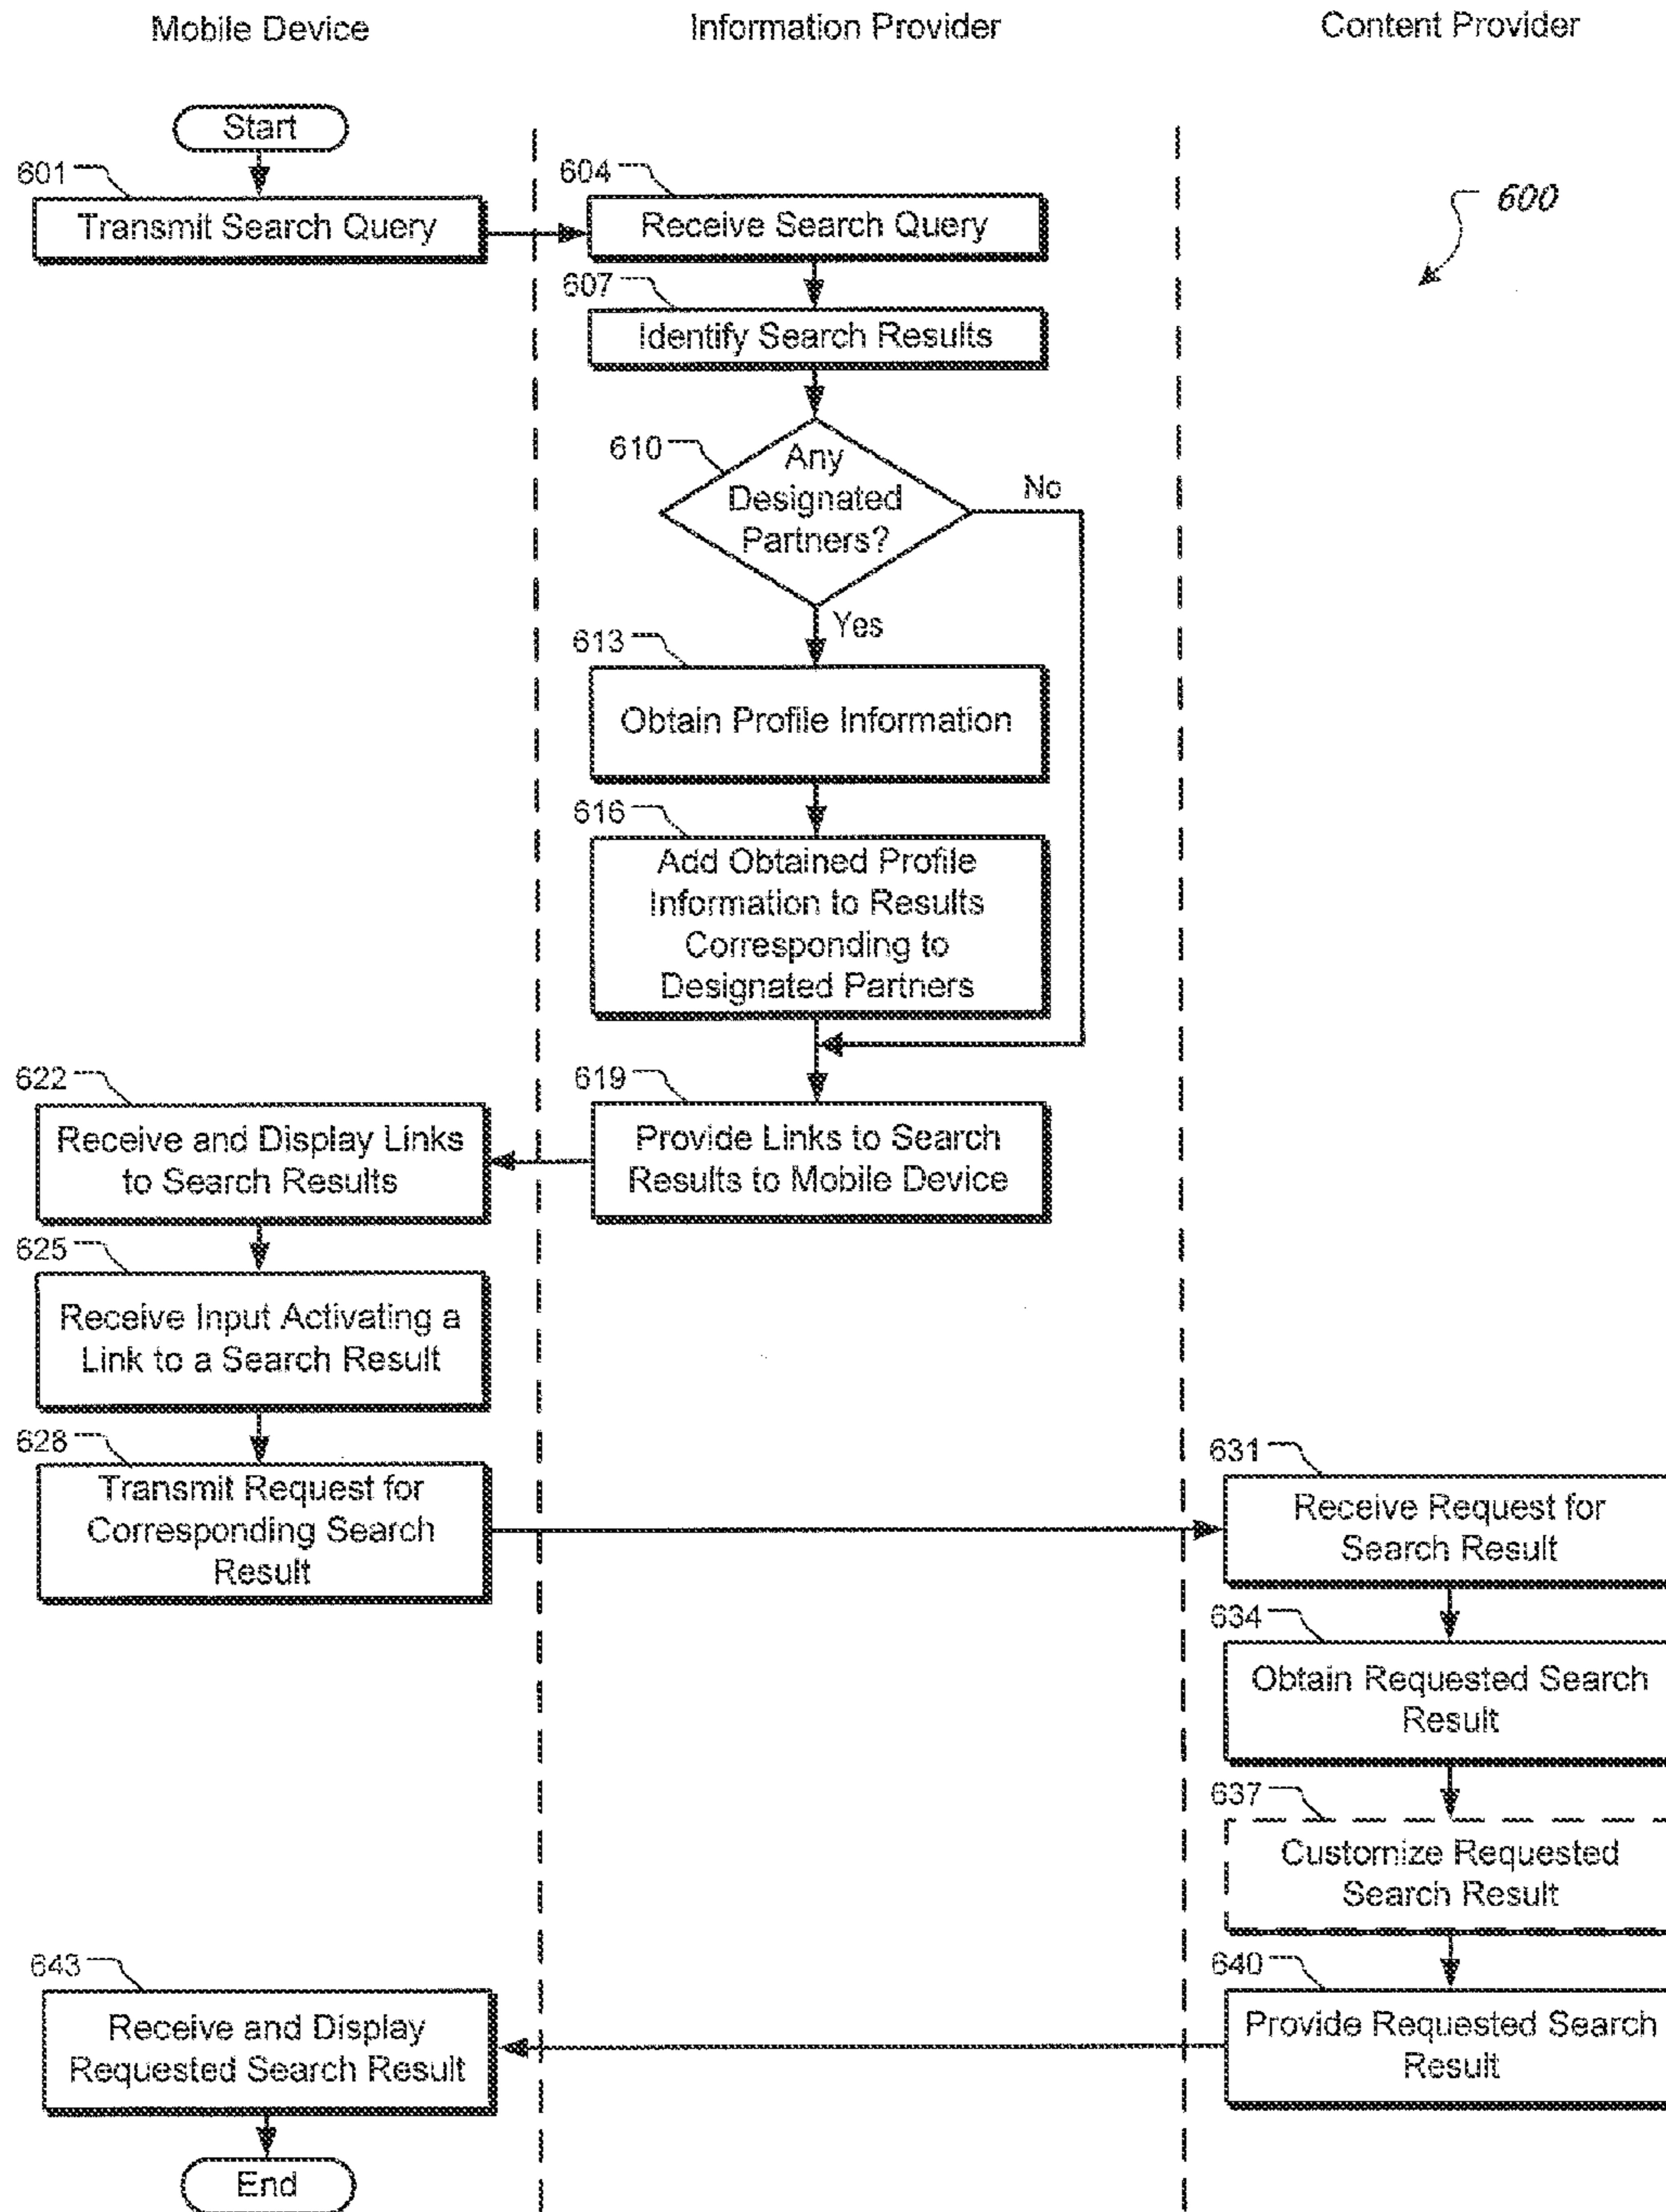 Mobile Device
Information Provider
Content Provider
Start
600
601
Transmit Search Query
604
Receive Search Query
607
Identify Search Results
610
Any
Designated
Partners?
No
Yes
613
Obtain Profile Information
616
Add Obtained Profile
Information to Results
Corresponding to
Designated Partners
619
Provide Links to Search
Results to Mobile Device
622
Receive and Display Links
to Search Results
625
Receive Input Activating a
Link to a Search Result
628
Transmit Request for
Corresponding Search
Result
631
Receive Request for
Search Result
634
Obtain Requested Search
Result
637
Customize Requested
Search Result
640
Provide Requested Search
Result
643
Receive and Display
Requested Search Result
End